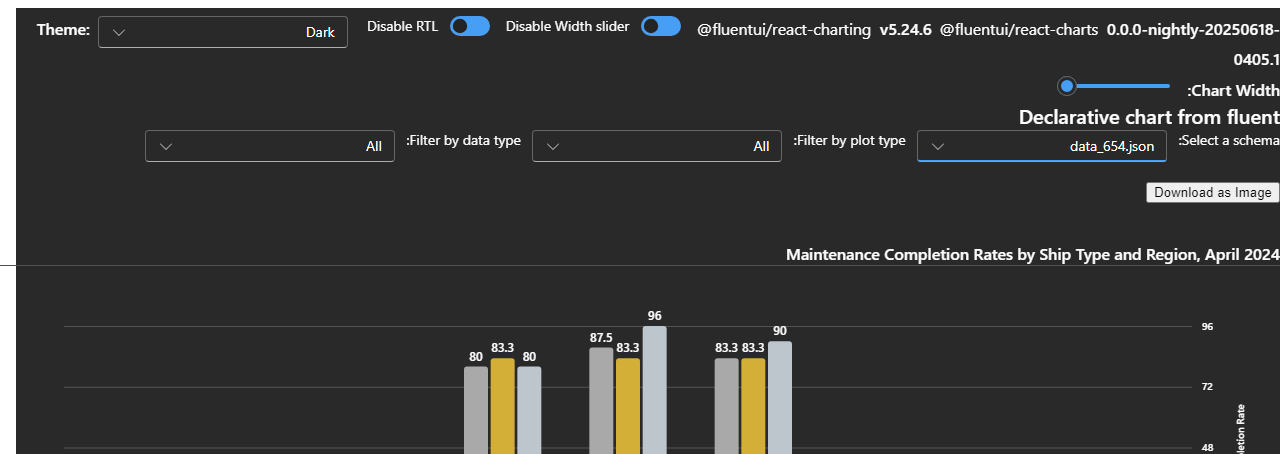 Theme: Dark Disable RTL Disable Width slider @fluentui/react-charting v5.24.6 @fluentui/react-charts 0.0.0-nightly-20250618-
0405.1
:Chart Width
Declarative chart from fluent
:Select a schema data_654.json :Filter by plot type All :Filter by data type All
Download as Image
Maintenance Completion Rates by Ship Type and Region, April 2024
96
90
87.5
83.3
83.3 83.3
80
83.3
80
96
72
48